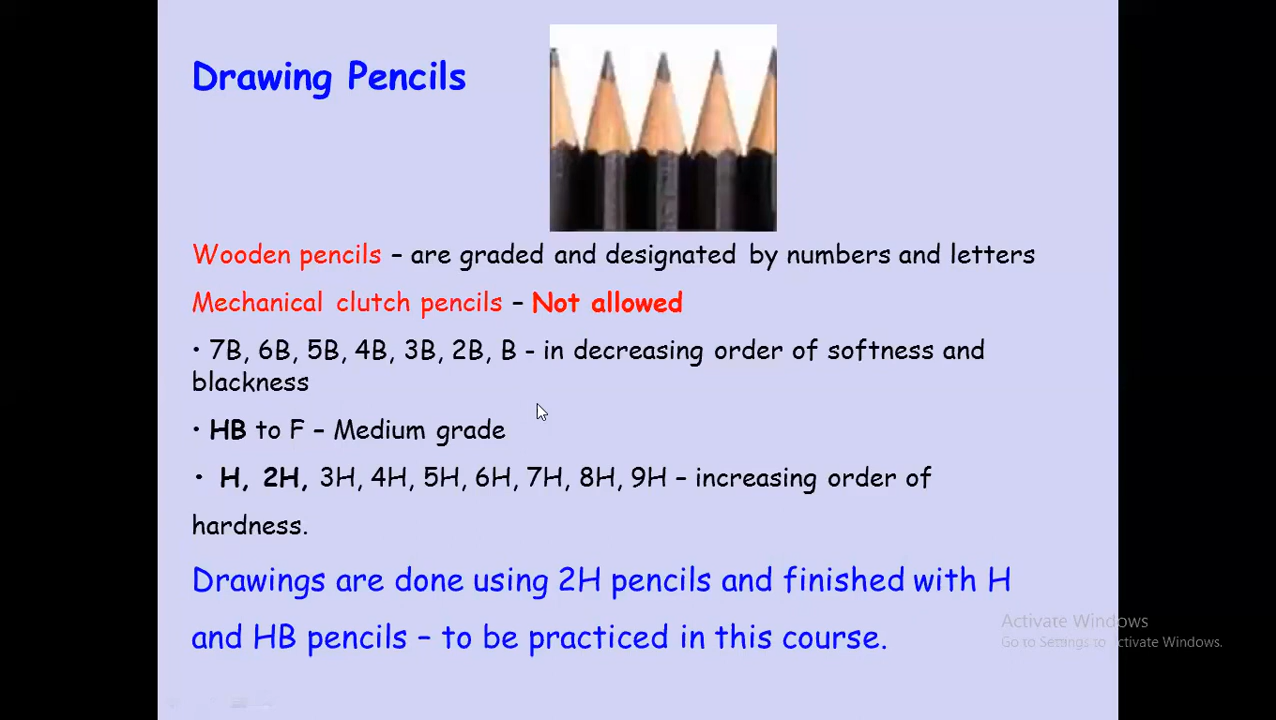 Drawing Pencils
Wooden pencils – are graded and designated by numbers and letters
Mechanical clutch pencils – Not allowed
• 7B, 6B, 5B, 4B, 3B, 2B, B - in decreasing order of softness and
blackness
• HB to F – Medium grade
• H, 2H, 3H, 4H, 5H, 6H, 7H, 8H, 9H – increasing order of
hardness.
Drawings are done using 2H pencils and finished with H
and HB pencils – to be practiced in this course.
Activate Windows
Go to Settings to activate Windows.